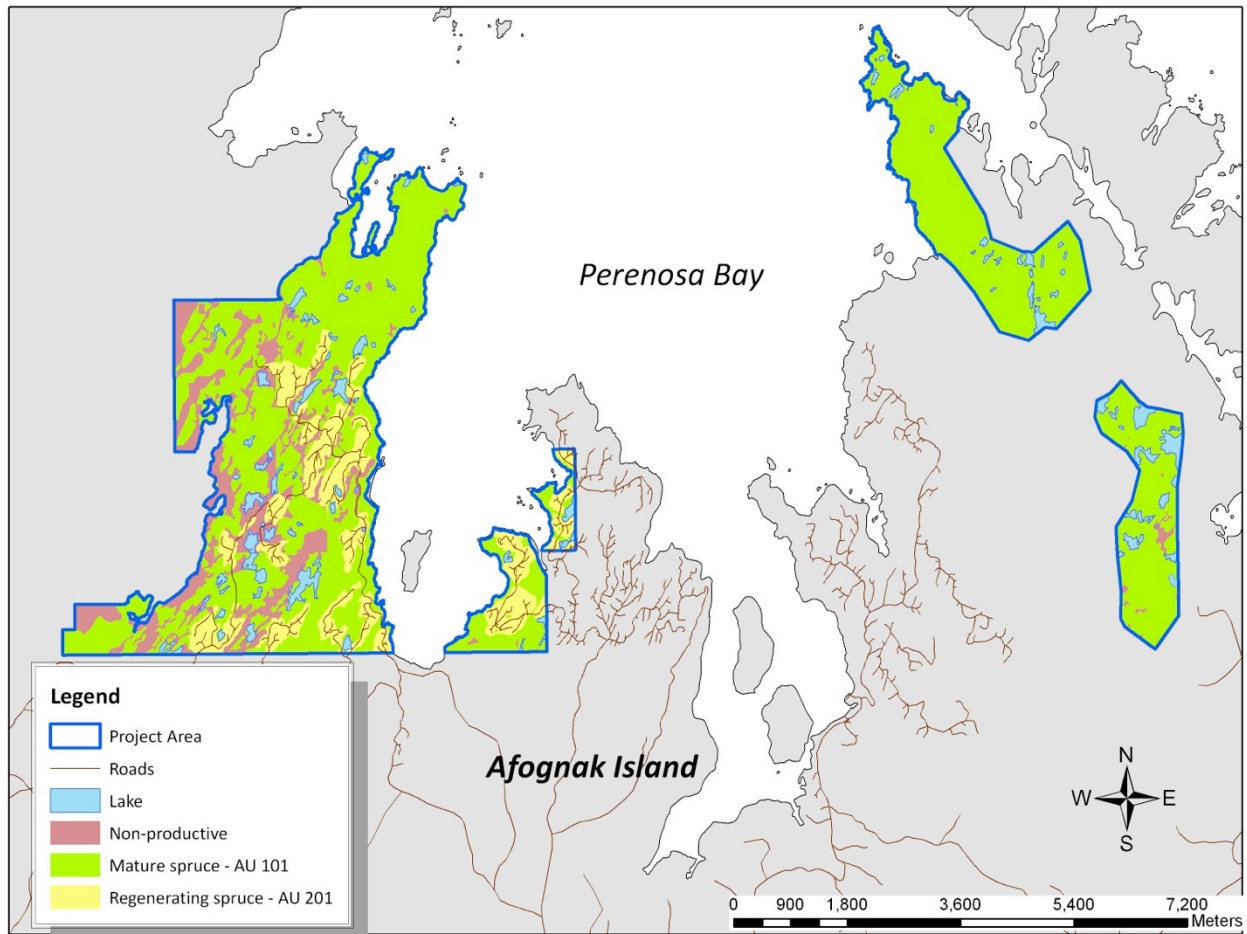 Perenosa Bay
Afognak Island
Legend
Project Area
Roads
Lake
Non-productive
Mature spruce - AU 101
Regenerating spruce - AU 201
N
W E
S
0 900 1,800 3,600 5,400 7,200
Meters